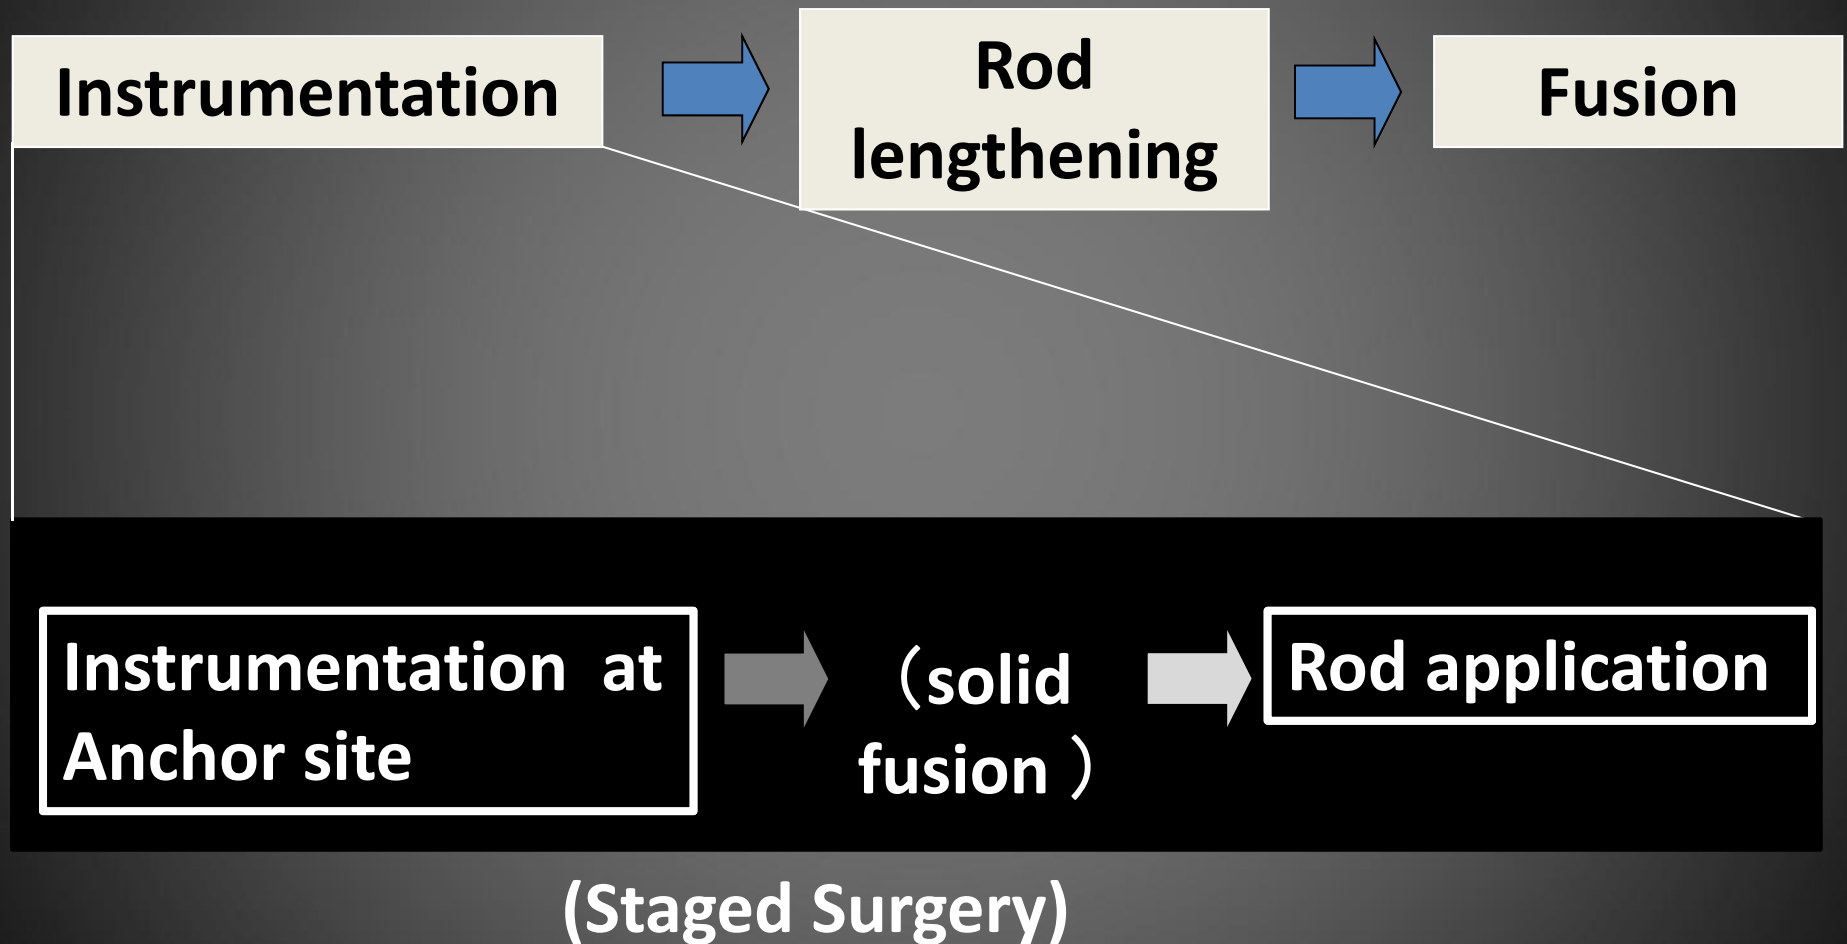 Instrumentation
Rod
lengthening
Fusion
Instrumentation at
Anchor site
（solid
fusion ）
Rod application
(Staged Surgery)